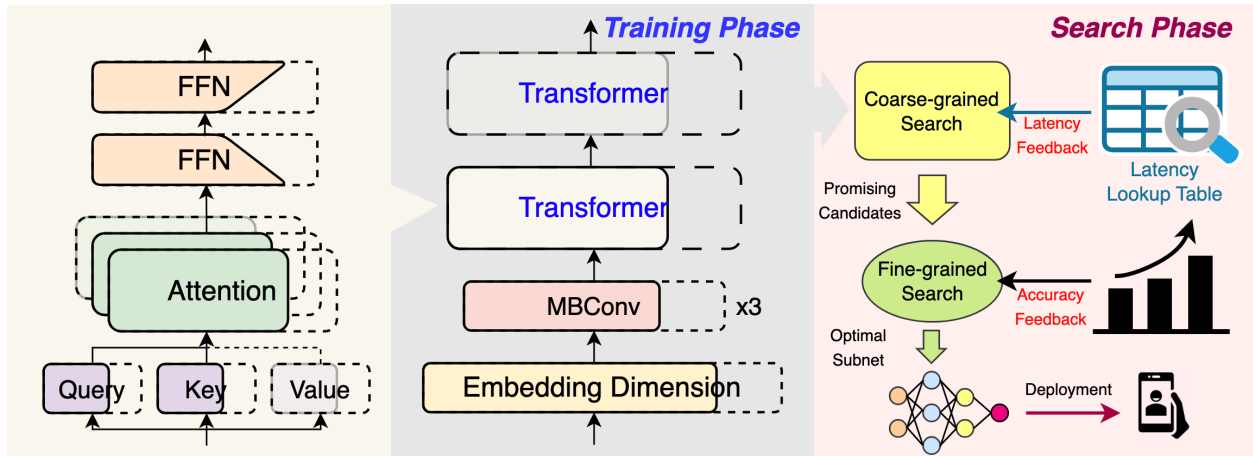 FFN
FFN
Attention
Query
Key
Value
Training Phase
Transformer
Transformer
MBConv
x3
Embedding Dimension
Search Phase
Coarse-grained
Search
Latency
Feedback
Latency
Lookup Table
Promising
Candidates
Fine-grained
Search
Accuracy
Feedback
Optimal
Subnet
Deployment